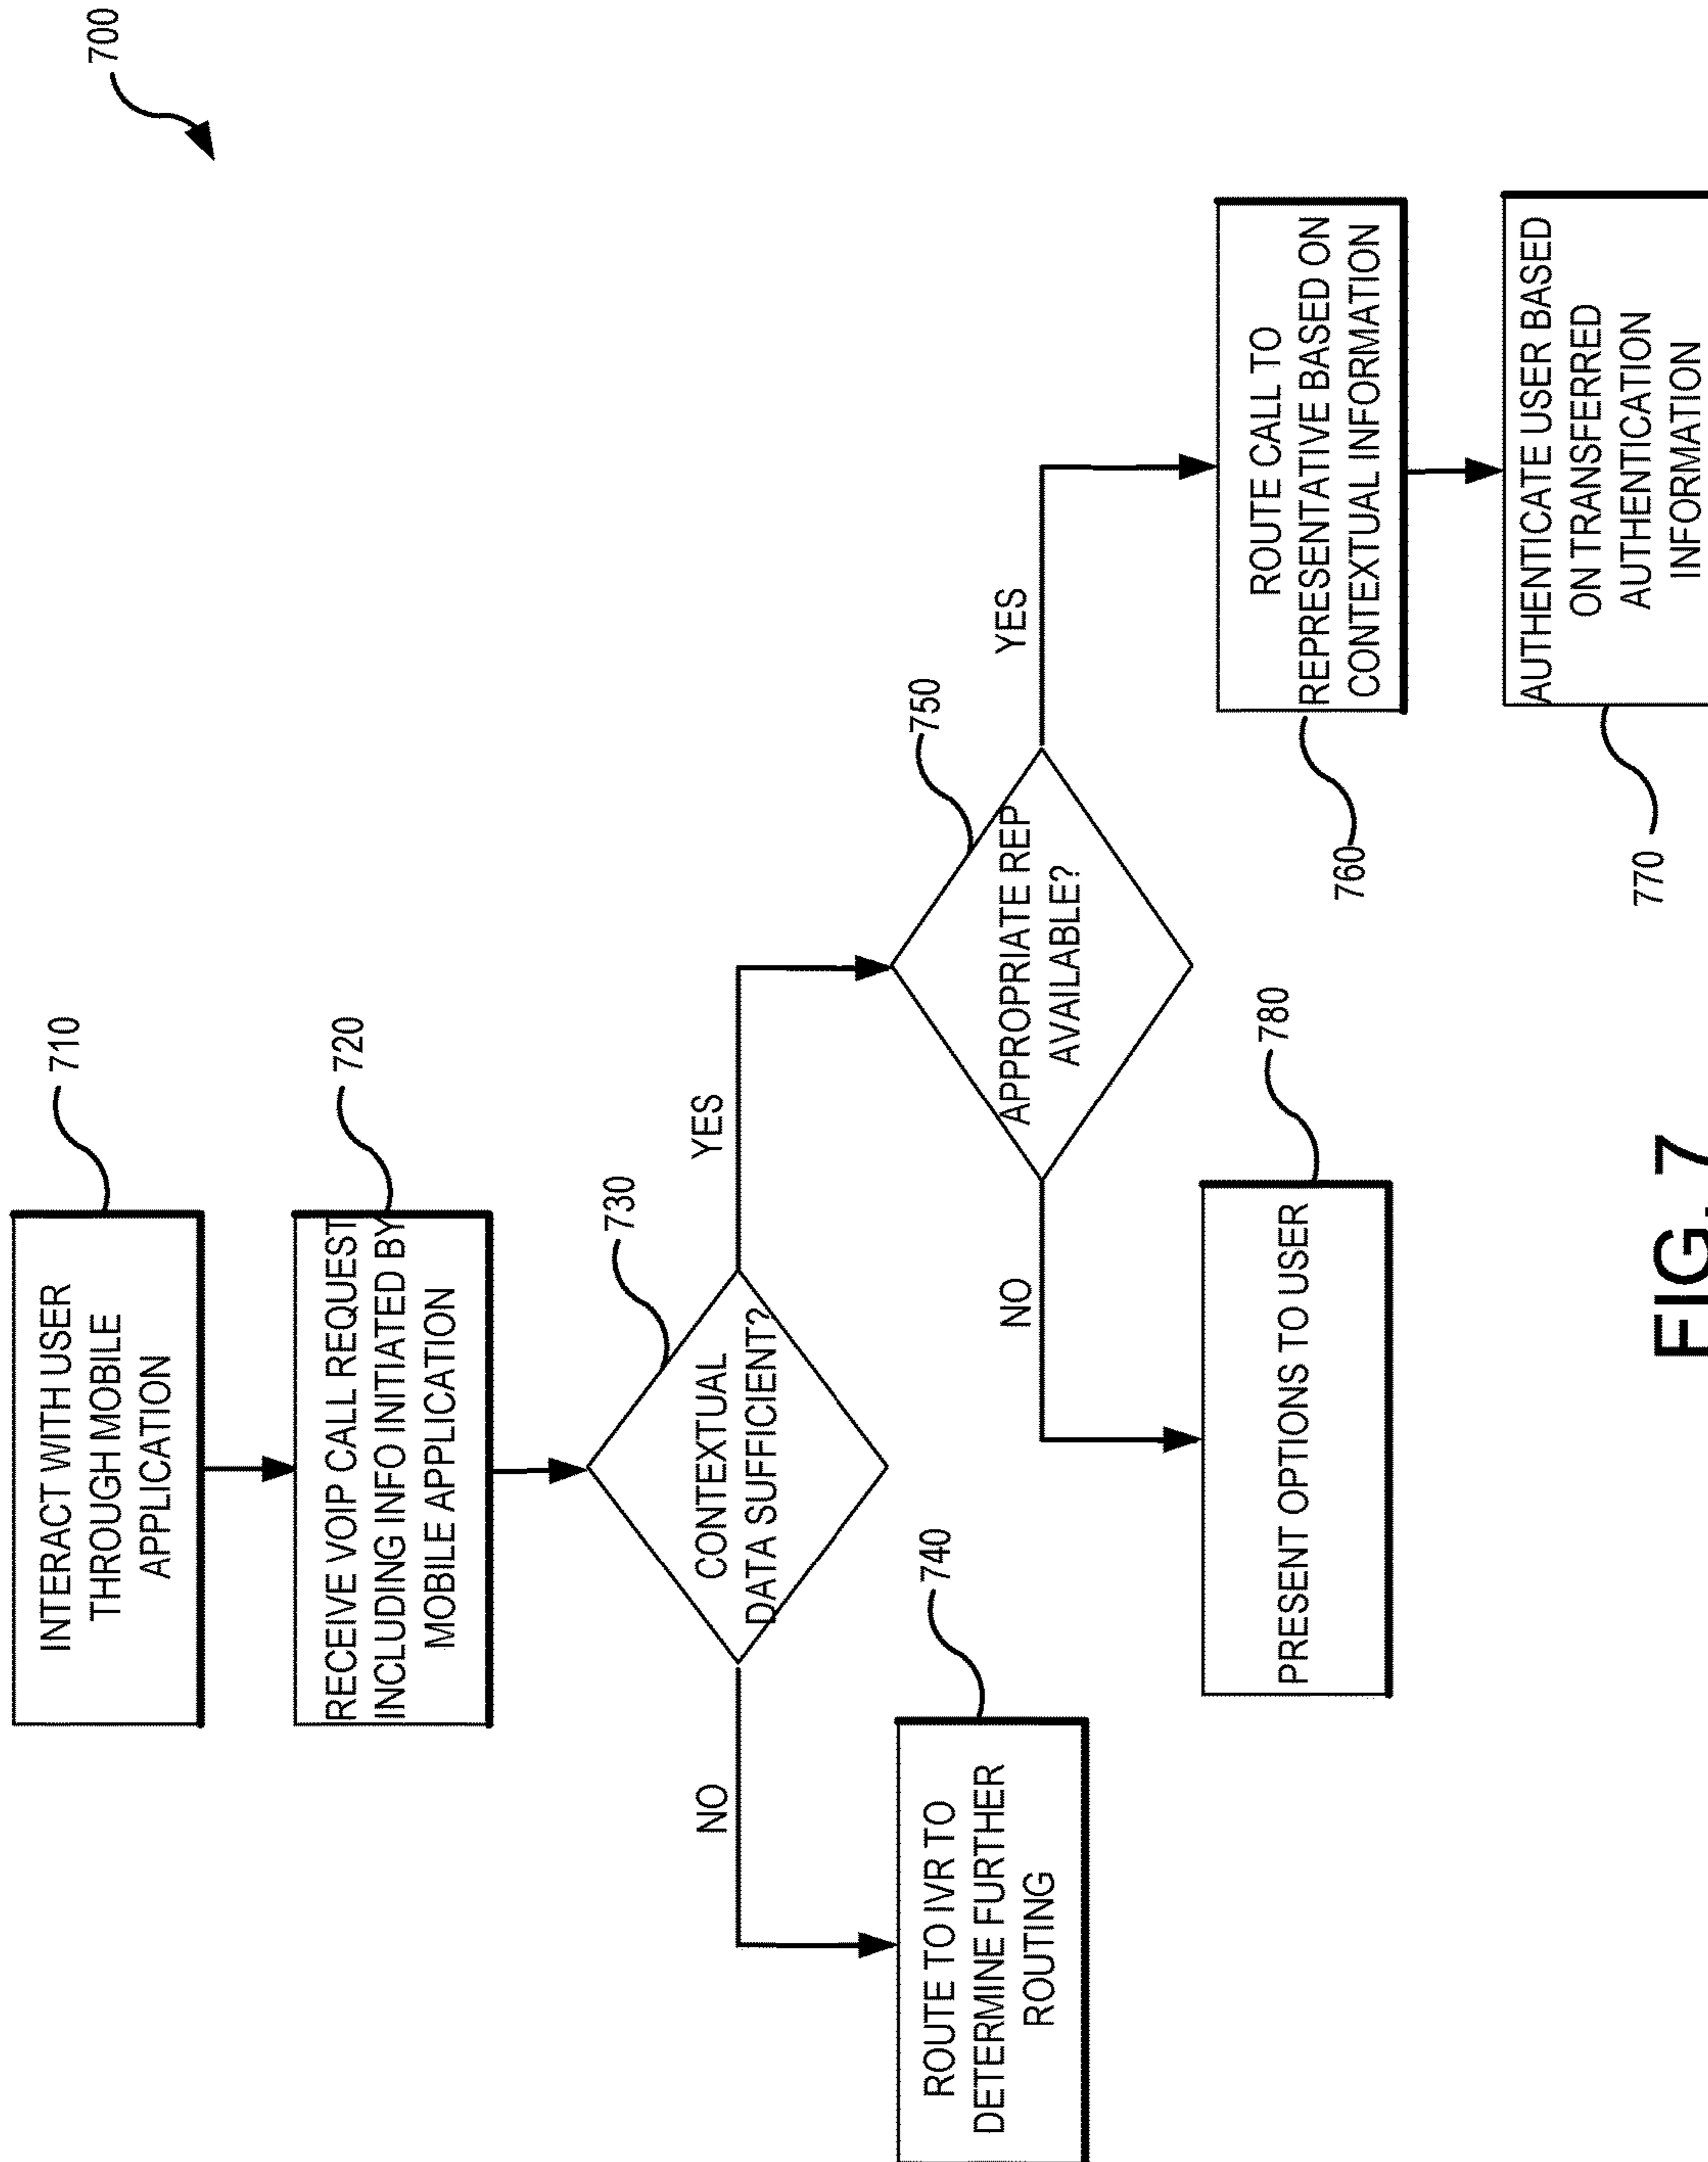 700
INTERACT WITH USER
THROUGH MOBILE
APPLICATION
710
RECEIVE VOIP CALL REQUEST
INCLUDING INFO INITIATED BY
MOBILE APPLICATION
720
CONTEXTUAL
DATA SUFFICIENT?
730
NO
YES
ROUTE TO IVR TO
DETERMINE FURTHER
ROUTING
740
APPROPRIATE REP
AVAILABLE?
750
NO
YES
PRESENT OPTIONS TO USER
780
ROUTE CALL TO
REPRESENTATIVE BASED ON
CONTEXTUAL INFORMATION
760
AUTHENTICATE USER BASED
ON TRANSFERRED
AUTHENTICATION
INFORMATION
770
FIG. 7